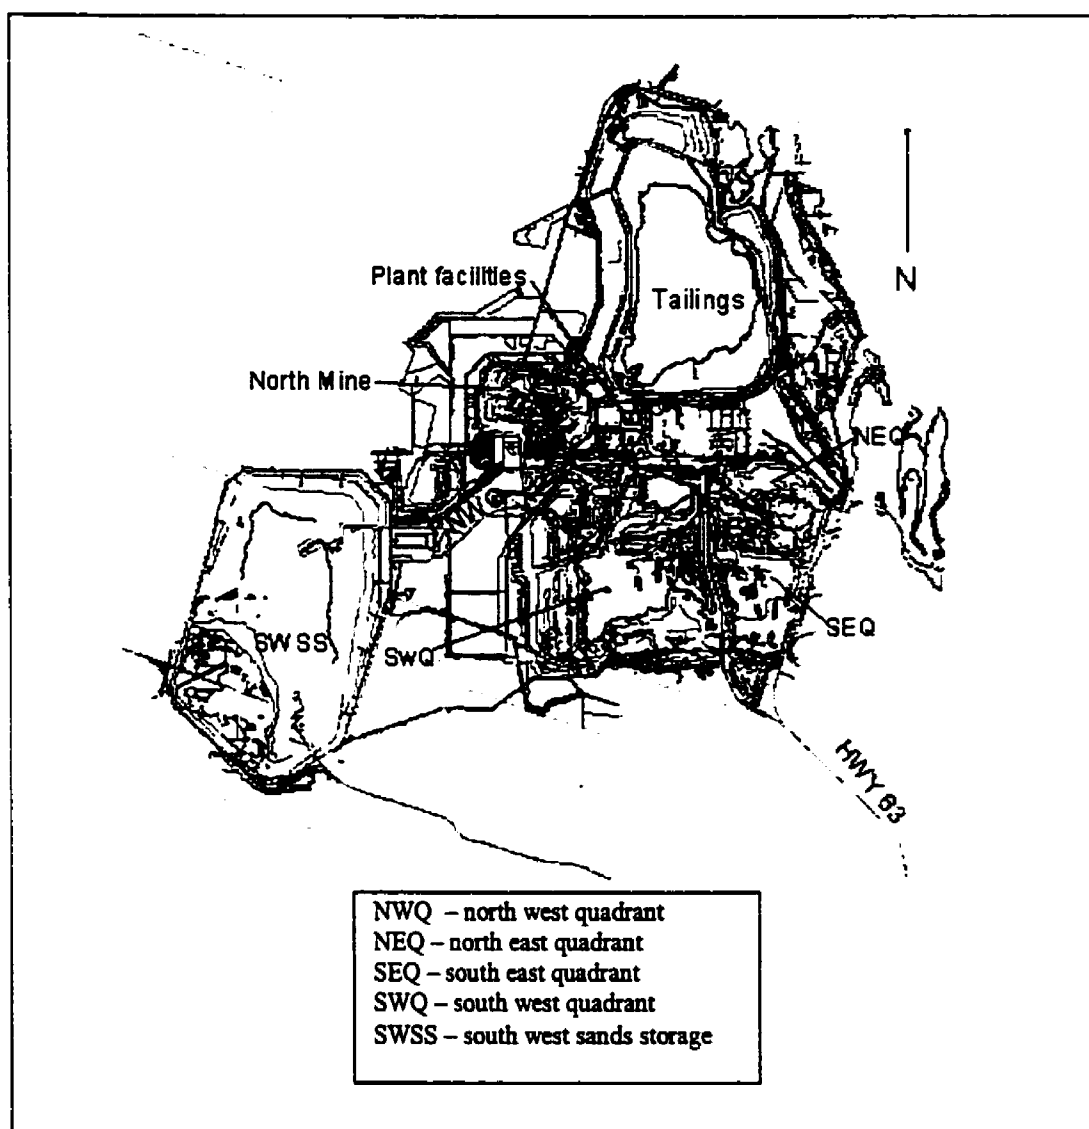 Plant facilities
Tailings
N
North Mine
NEQ
SWSS
SwQ
SEQ
HWY 63
NWQ – north west quadrant
NEQ – north east quadrant
SEQ – south east quadrant
SWQ – south west quadrant
SWSS – south west sands storage